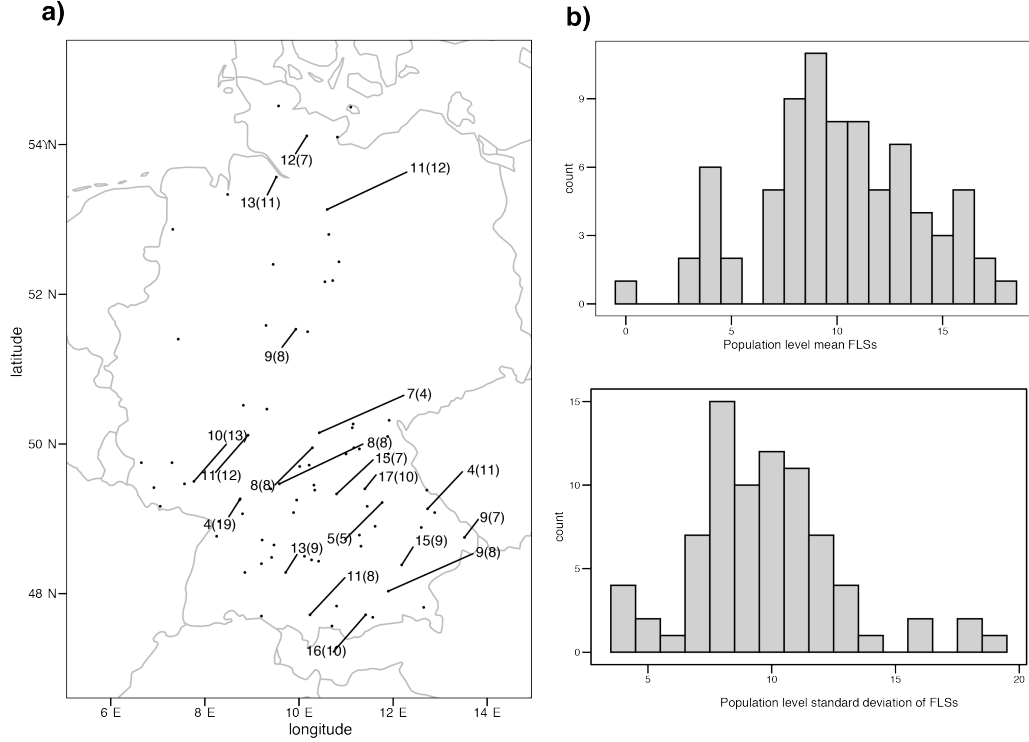 a)
b)
54°N
52 N
50 N
48 N
latitude
6 E
8 E
10 E
12 E
14 E
longitude
12(7)
11(12)
13(11)
9(8)
7(4)
10(13)
8(8)
15(7)
11(12)
8(8)
17(10)
4(11)
4(19)
9(7)
5(5)
15(9)
13(9)
9(8)
11(8)
16(10)
9
6
3
0
count
0
5
10
15
Population level mean FLSs
15
10
5
0
count
5
10
15
20
Population level standard deviation of FLSs